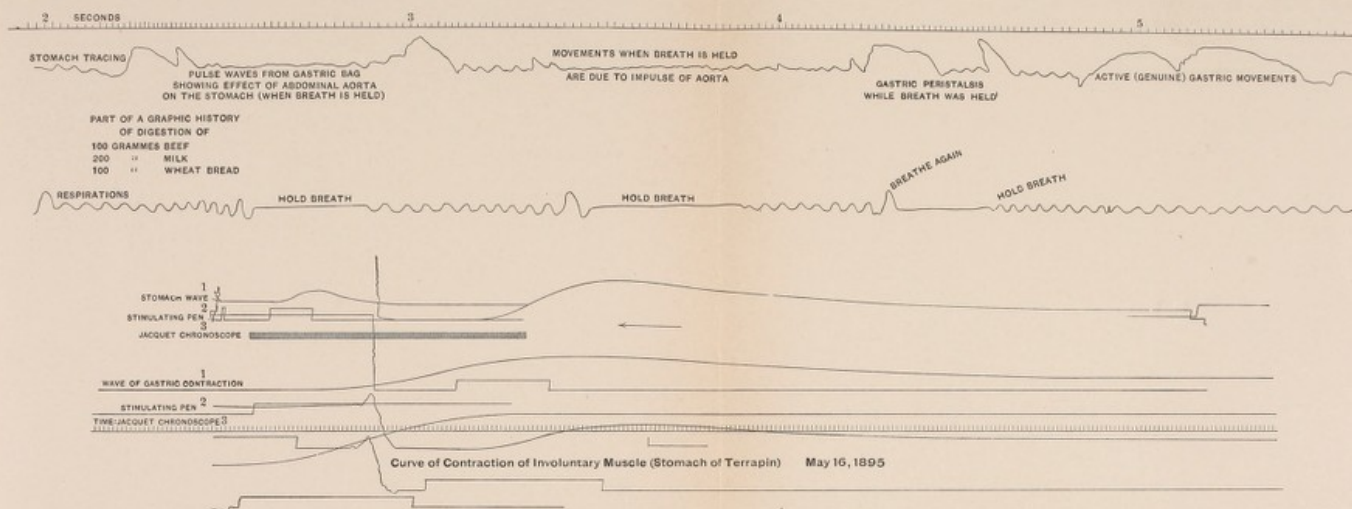 2 SECONDS 3 4 5
STOMACH TRACING
PULSE WAVES FROM GASTRIC BAG
SHOWING EFFECT OF ABDOMINAL AORTA
ON THE STOMACH (WHEN BREATH IS HELD)
MOVEMENTS WHEN BREATH IS HELD
ARE DUE TO IMPULSE OF AORTA
GASTRIC PERISTALSIS
WHILE BREATH WAS HELD
ACTIVE (GENUINE) GASTRIC MOVEMENTS
PART OF A GRAPHIC HISTORY
OF DIGESTION OF
100 GRAMMES BEEF
200 " MILK
100 " WHEAT BREAD
RESPIRATIONS
HOLD BREATH
HOLD BREATH
BREATHE AGAIN
HOLD BREATH
STOMACH WAVE 1
STIMULATING PEN 2
JACQUET CHRONOSCOPE 3
WAVE OF GASTRIC CONTRACTION 1
STIMULATING PEN 2
TIME:JACQUET CHRONOSCOPE 3
Curve of Contraction of Involuntary Muscle (Stomach of Terrapin) May 16, 1895